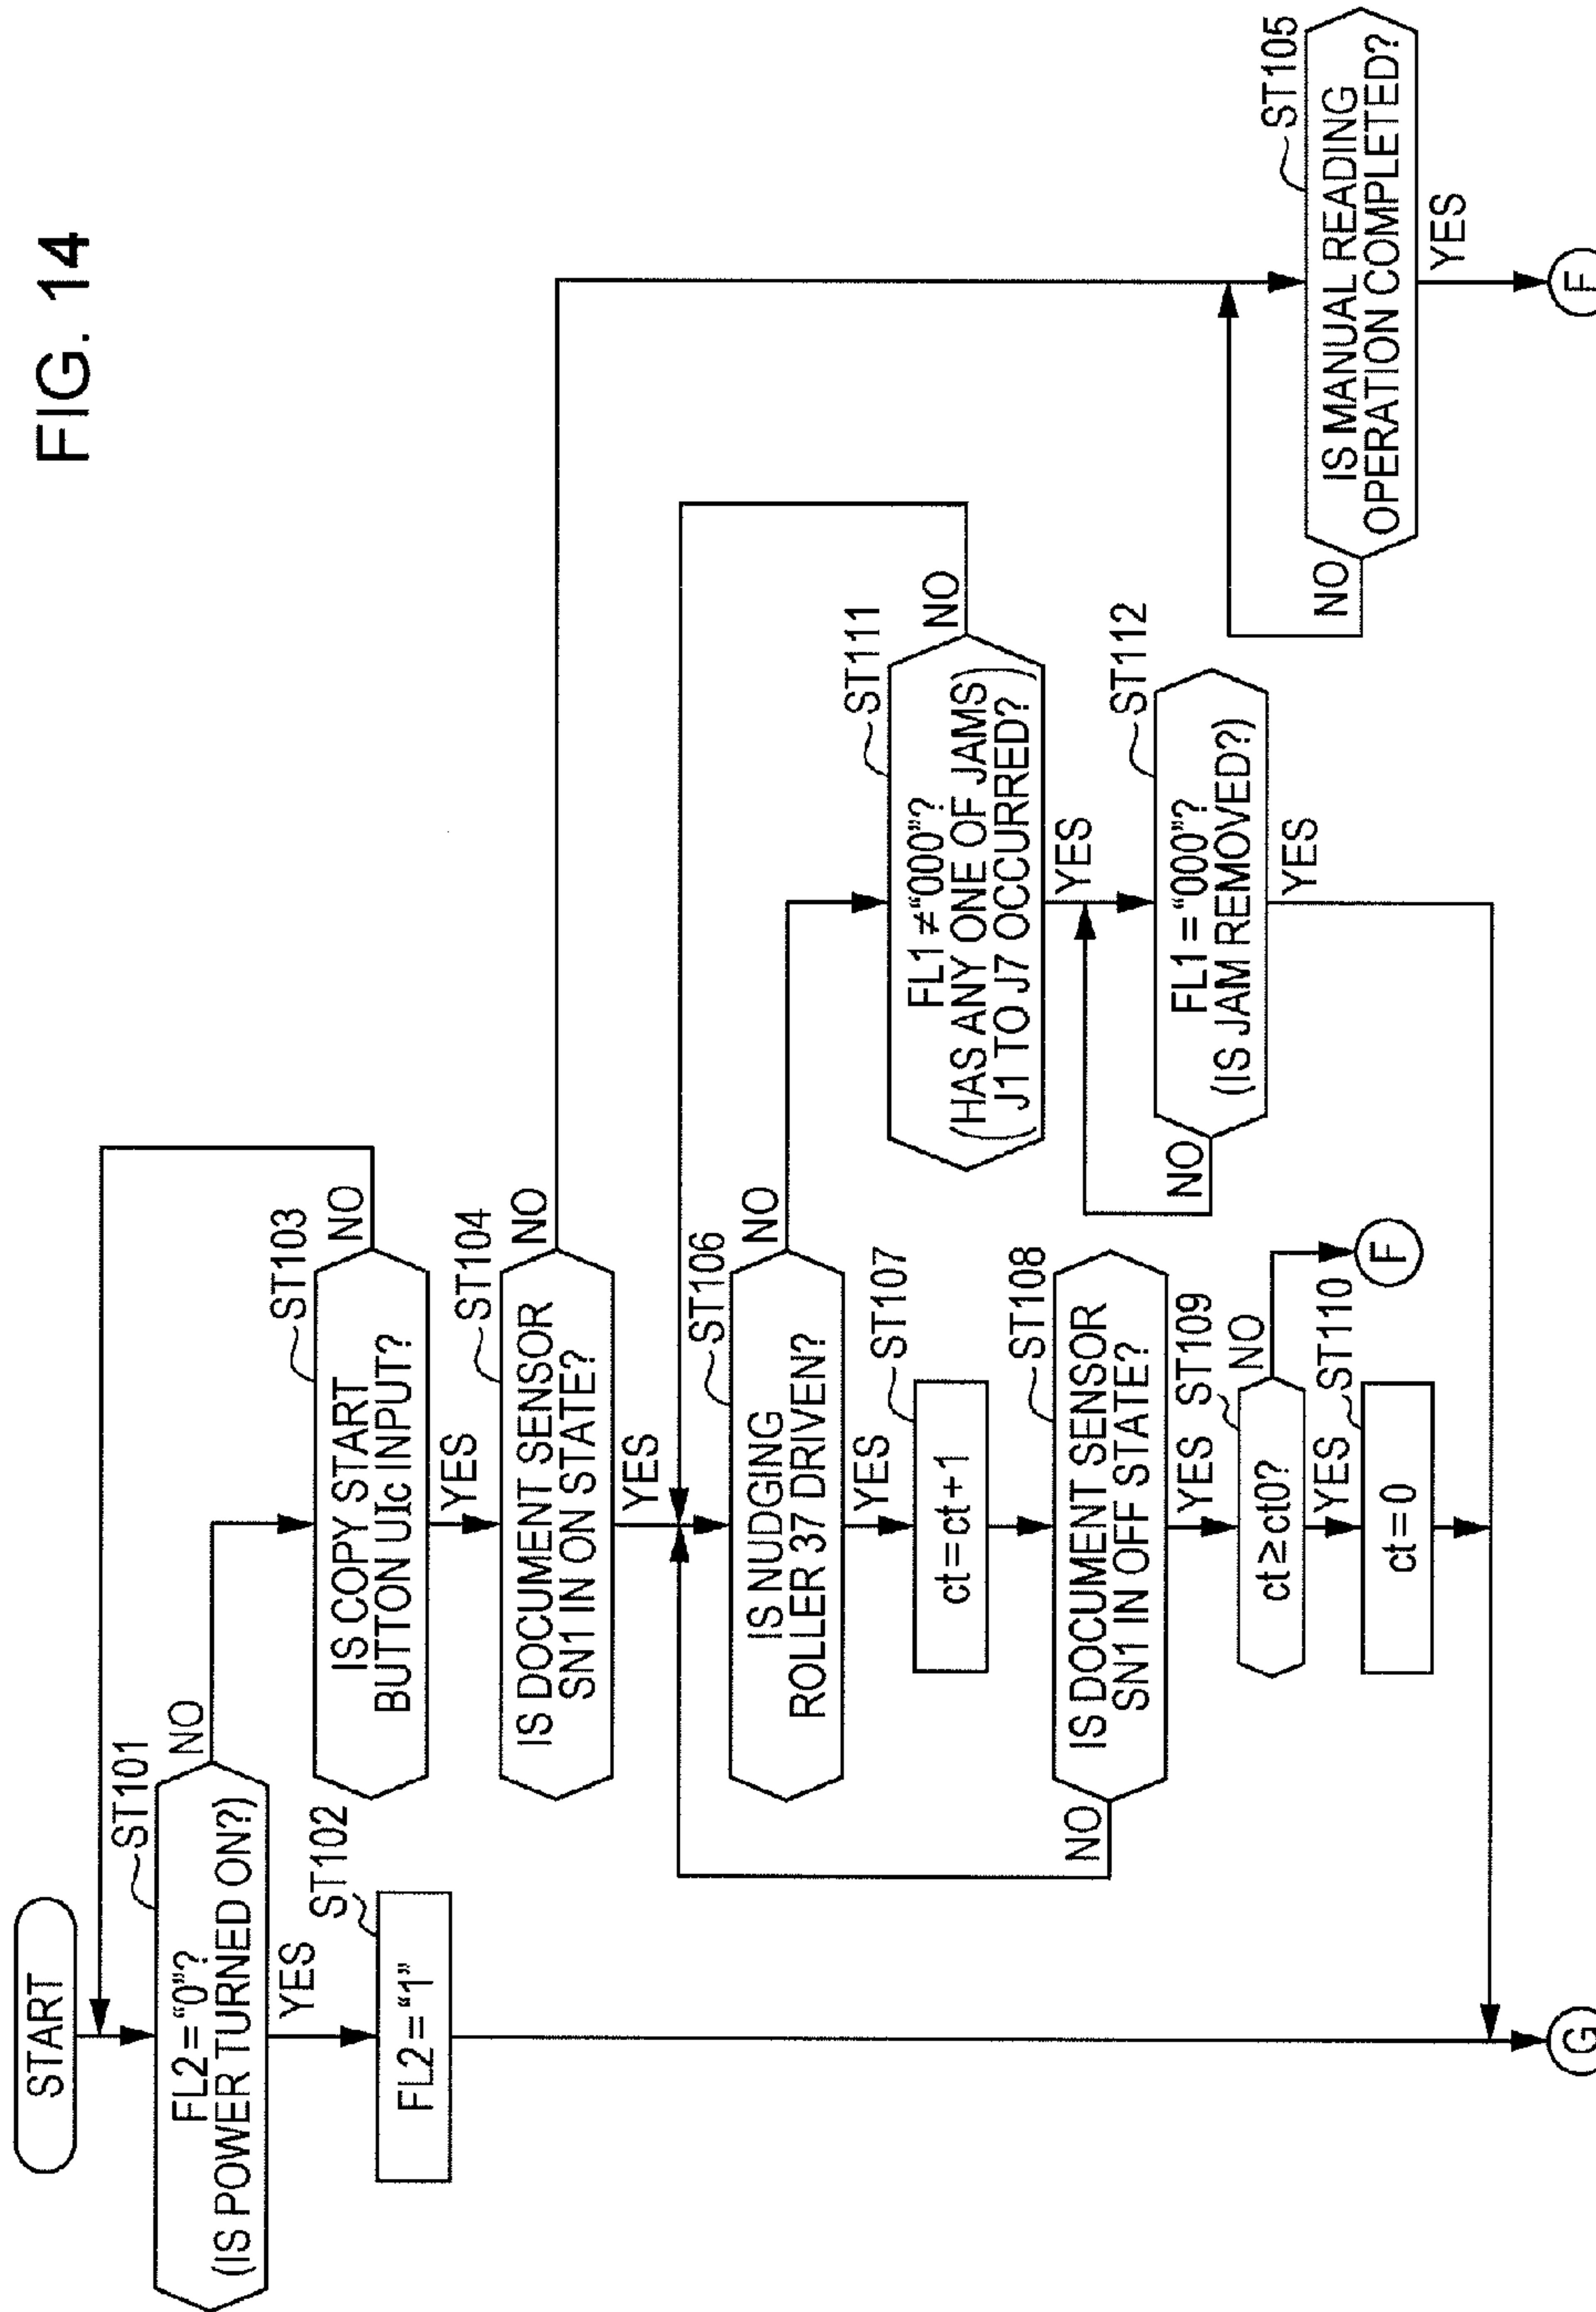 FIG. 14
START
ST101
FL2="0"?
(IS POWER TURNED ON?)
NO
YES
ST102
FL2="1"
ST103
IS COPY START
BUTTON UIc INPUT?
NO
YES
ST104
IS DOCUMENT SENSOR
SN1 IN ON STATE?
NO
YES
ST106
IS NUDGING
ROLLER 37 DRIVEN?
NO
YES
ST107
ct=ct+1
ST108
IS DOCUMENT SENSOR
SN1 IN OFF STATE?
NO
YES
ST109
ct≥ct0?
NO
F
YES
ST110
ct=0
G
ST111
FL1≠"000"?
(HAS ANY ONE OF JAMS
J1 TO J7 OCCURRED?)
NO
YES
ST112
FL1="000"?
(IS JAM REMOVED?)
NO
YES
ST105
IS MANUAL READING
OPERATION COMPLETED?
NO
YES
F